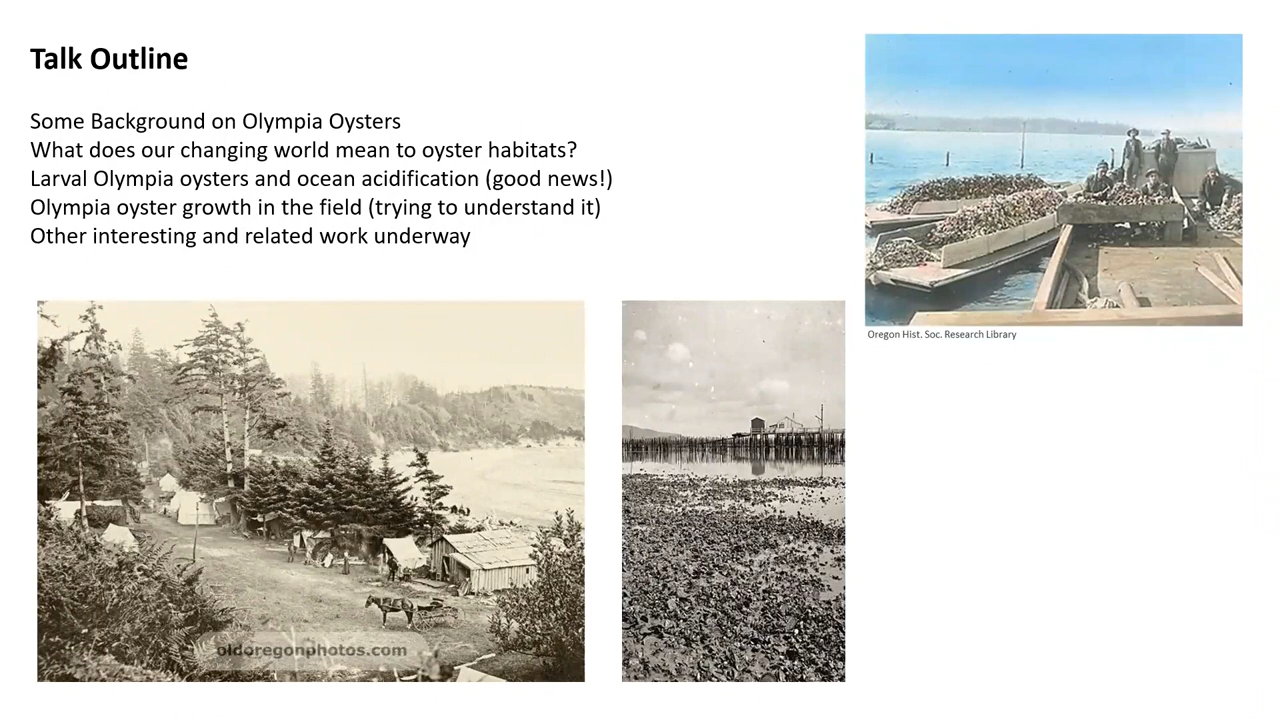 Talk Outline
Some Background on Olympia Oysters
What does our changing world mean to oyster habitats?
Larval Olympia oysters and ocean acidification (good news!)
Olympia oyster growth in the field (trying to understand it)
Other interesting and related work underway
Oregon Hist. Soc. Research Library
oldoregonphotos.com